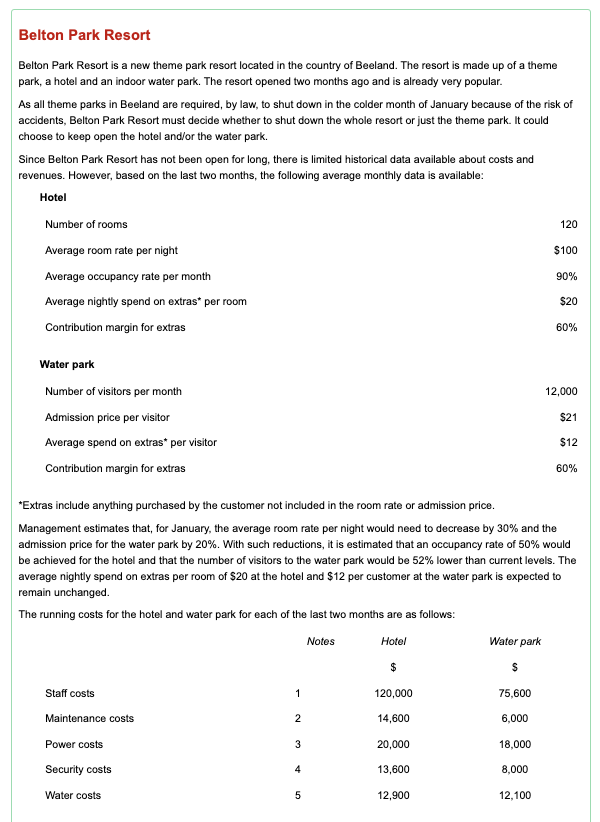 Belton Park Resort
Belton Park Resort is a new theme park resort located in the country of Beeland. The resort is made up of a theme
park, a hotel and an indoor water park. The resort opened two months ago and is already very popular.
As all theme parks in Beeland are required, by law, to shut down in the colder month of January because of the risk of
accidents, Belton Park Resort must decide whether to shut down the whole resort or just the theme park. It could
choose to keep open the hotel and/or the water park.
Since Belton Park Resort has not been open for long, there is limited historical data available about costs and
revenues. However, based on the last two months, the following average monthly data is available:
Hotel
Number of rooms 120
Average room rate per night $100
Average occupancy rate per month 90%
Average nightly spend on extras* per room $20
Contribution margin for extras 60%
Water park
Number of visitors per month 12,000
Admission price per visitor $21
Average spend on extras* per visitor $12
Contribution margin for extras 60%
*Extras include anything purchased by the customer not included in the room rate or admission price.
Management estimates that, for January, the average room rate per night would need to decrease by 30% and the
admission price for the water park by 20%. With such reductions, it is estimated that an occupancy rate of 50% would
be achieved for the hotel and that the number of visitors to the water park would be 52% lower than current levels. The
average nightly spend on extras per room of $20 at the hotel and $12 per customer at the water park is expected to
remain unchanged.
The running costs for the hotel and water park for each of the last two months are as follows:
Notes Hotel Water park
$ $
Staff costs 1 120,000 75,600
Maintenance costs 2 14,600 6,000
Power costs 3 20,000 18,000
Security costs 4 13,600 8,000
Water costs 5 12,900 12,100